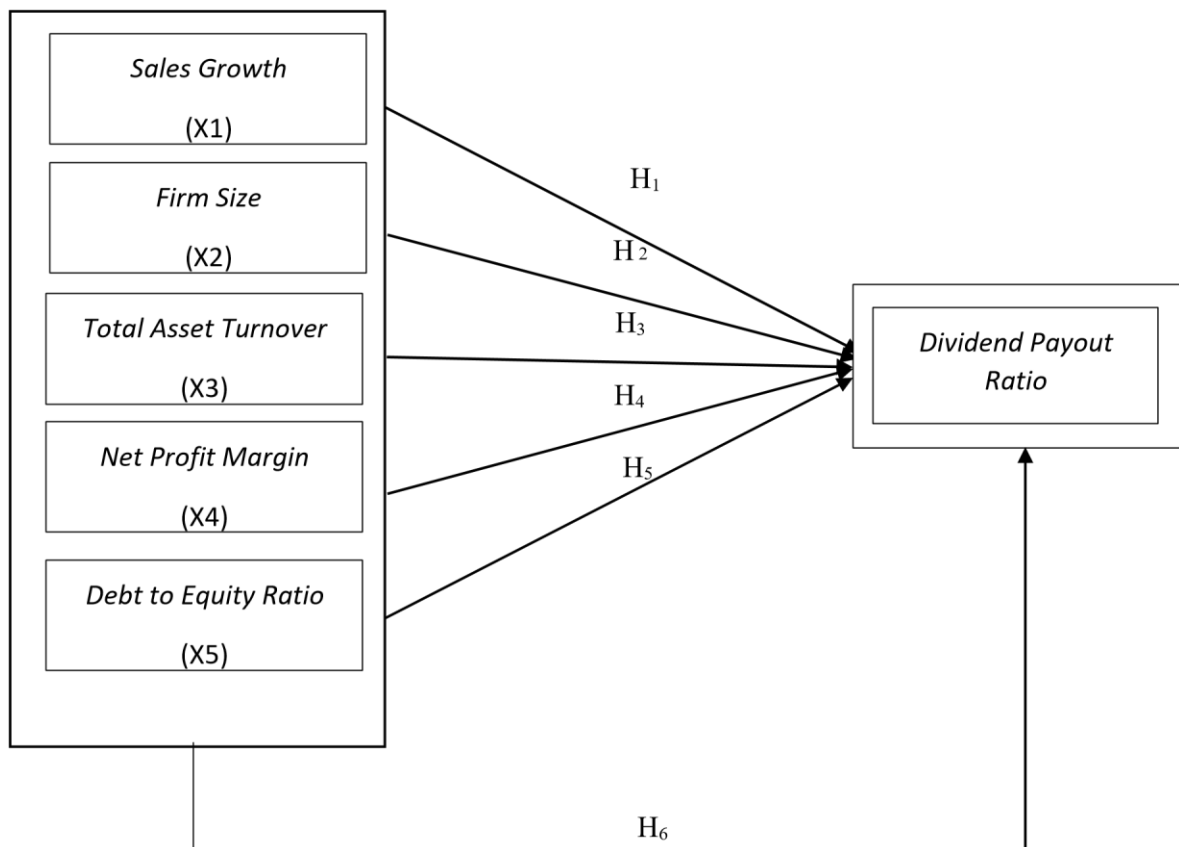 Sales Growth
(X1)
Firm Size
(X2)
Total Asset Turnover
(X3)
Net Profit Margin
(X4)
Debt to Equity Ratio
(X5)
H₁
H ₂
H₃
H₄
H₅
Dividend Payout
Ratio
H₆